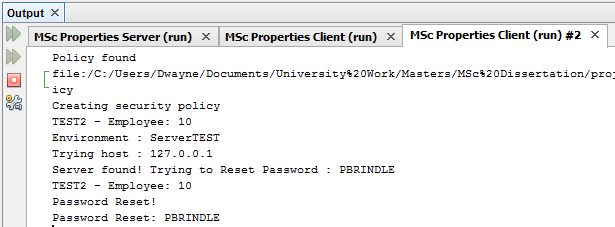 Output
MSc Properties Server (run)
MSc Properties Client (run)
MSc Properties Client (run) #2
Policy found
file:/C:/Users/Dwayne/Documents/University%20Work/Masters/MSc%20Dissertation/proj
icy
Creating security policy
TEST2 - Employee: 10
Environment : ServerTEST
Trying host : 127.0.0.1
Server found! Trying to Reset Password : PBRINDLE
TEST2 - Employee: 10
Password Reset!
Password Reset: PBRINDLE